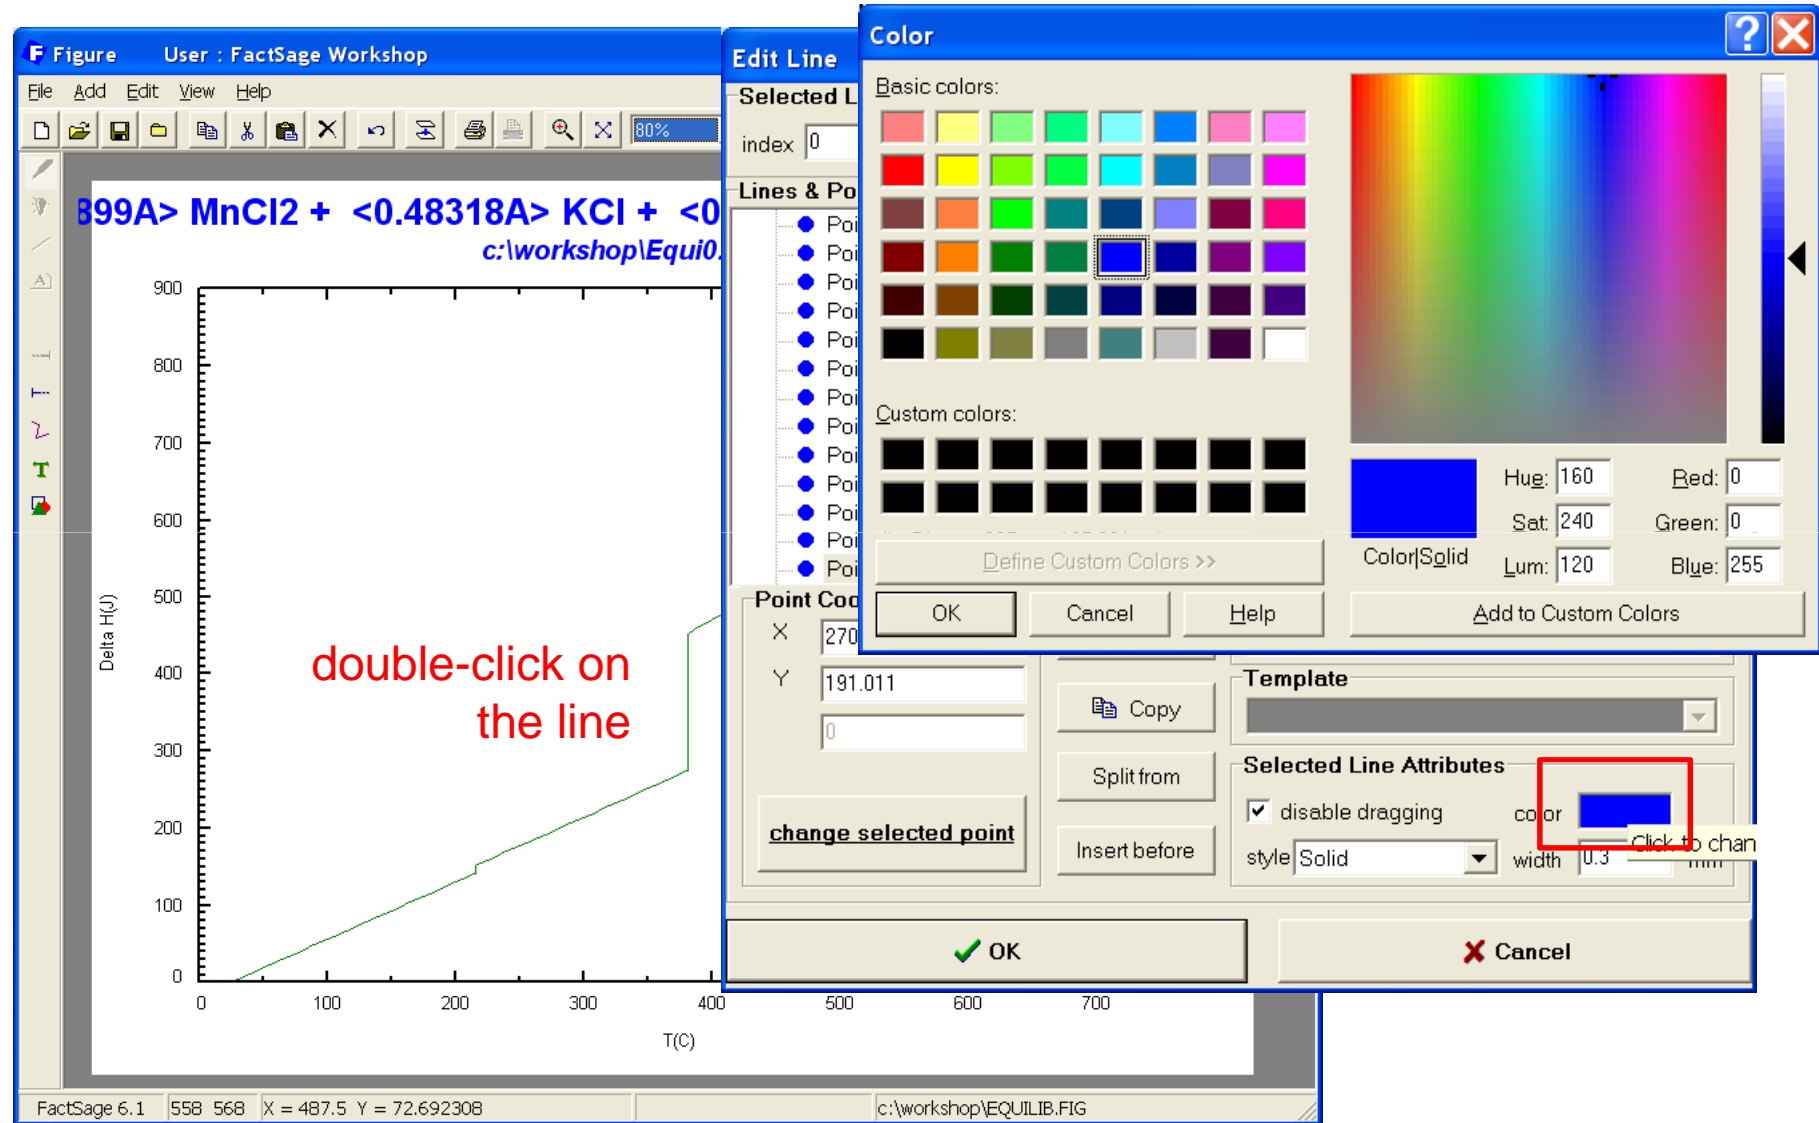 Figure User : FactSage Workshop
File Add Edit View Help
80%
899A> MnCl2 + <0.48318A> KCl + <0
c:\workshop\Equi0.
900
800
700
600
500
400
300
200
100
0
Delta H(J)
0 100 200 300 400 500 600 700
T(C)
double-click on
the line
FactSage 6.1 558 568 X = 487.5 Y = 72.692308 c:\workshop\EQUILIB.FIG
Edit Line
Selected L
index 0
Lines & Po
Poi
Poi
Poi
Poi
Poi
Poi
Poi
Poi
Poi
Poi
Poi
Poi
Poi
Point Coo
X 270
Y 191.011
0
change selected point
Copy
Split from
Insert before
Template
Selected Line Attributes
disable dragging color
Click to chan
style Solid width 0.3 mm
OK Cancel
Color
Basic colors:
Custom colors:
Define Custom Colors >>
OK Cancel Help
Color|Solid
Hue: 160 Red: 0
Sat: 240 Green: 0
Lum: 120 Blue: 255
Add to Custom Colors